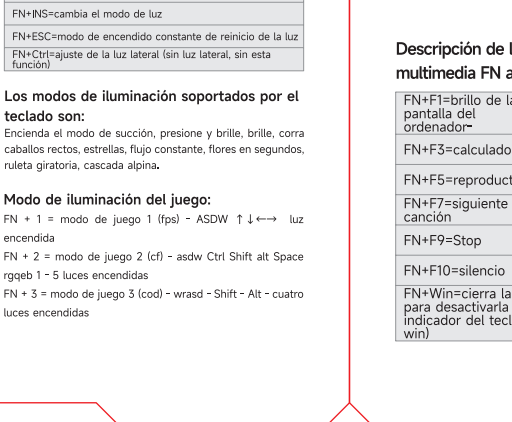 FN+INS=cambia el modo de luz
FN+ESC=modo de encendido constante de reinicio de la luz
FN+Ctrl=ajuste de la luz lateral (sin luz lateral, sin esta
función)
Los modos de iluminación soportados por el
teclado son:
Encienda el modo de succión, presione y brille, brille, corra
caballos rectos, estrellas, flujo constante, flores en segundos,
ruleta giratoria, cascada alpina.
Modo de iluminación del juego:
FN + 1 = modo de juego 1 (fps) - ASDW ↑↓←→ luz
encendida
FN + 2 = modo de juego 2 (cf) - asdw Ctrl Shift alt Space
rgqeb 1 - 5 luces encendidas
FN + 3 = modo de juego 3 (cod) - wrasd - Shift - Alt - cuatro
luces encendidas
Descripción de
multimedia FN
FN+F1=brillo de
pantalla del
ordenador-
FN+F3=calculado
FN+F5=reproduct
FN+F7=siguiente
canción
FN+F9=Stop
FN+F10=silencio
FN+Win=cierra la
para desactivarla
indicador del tecl
win)